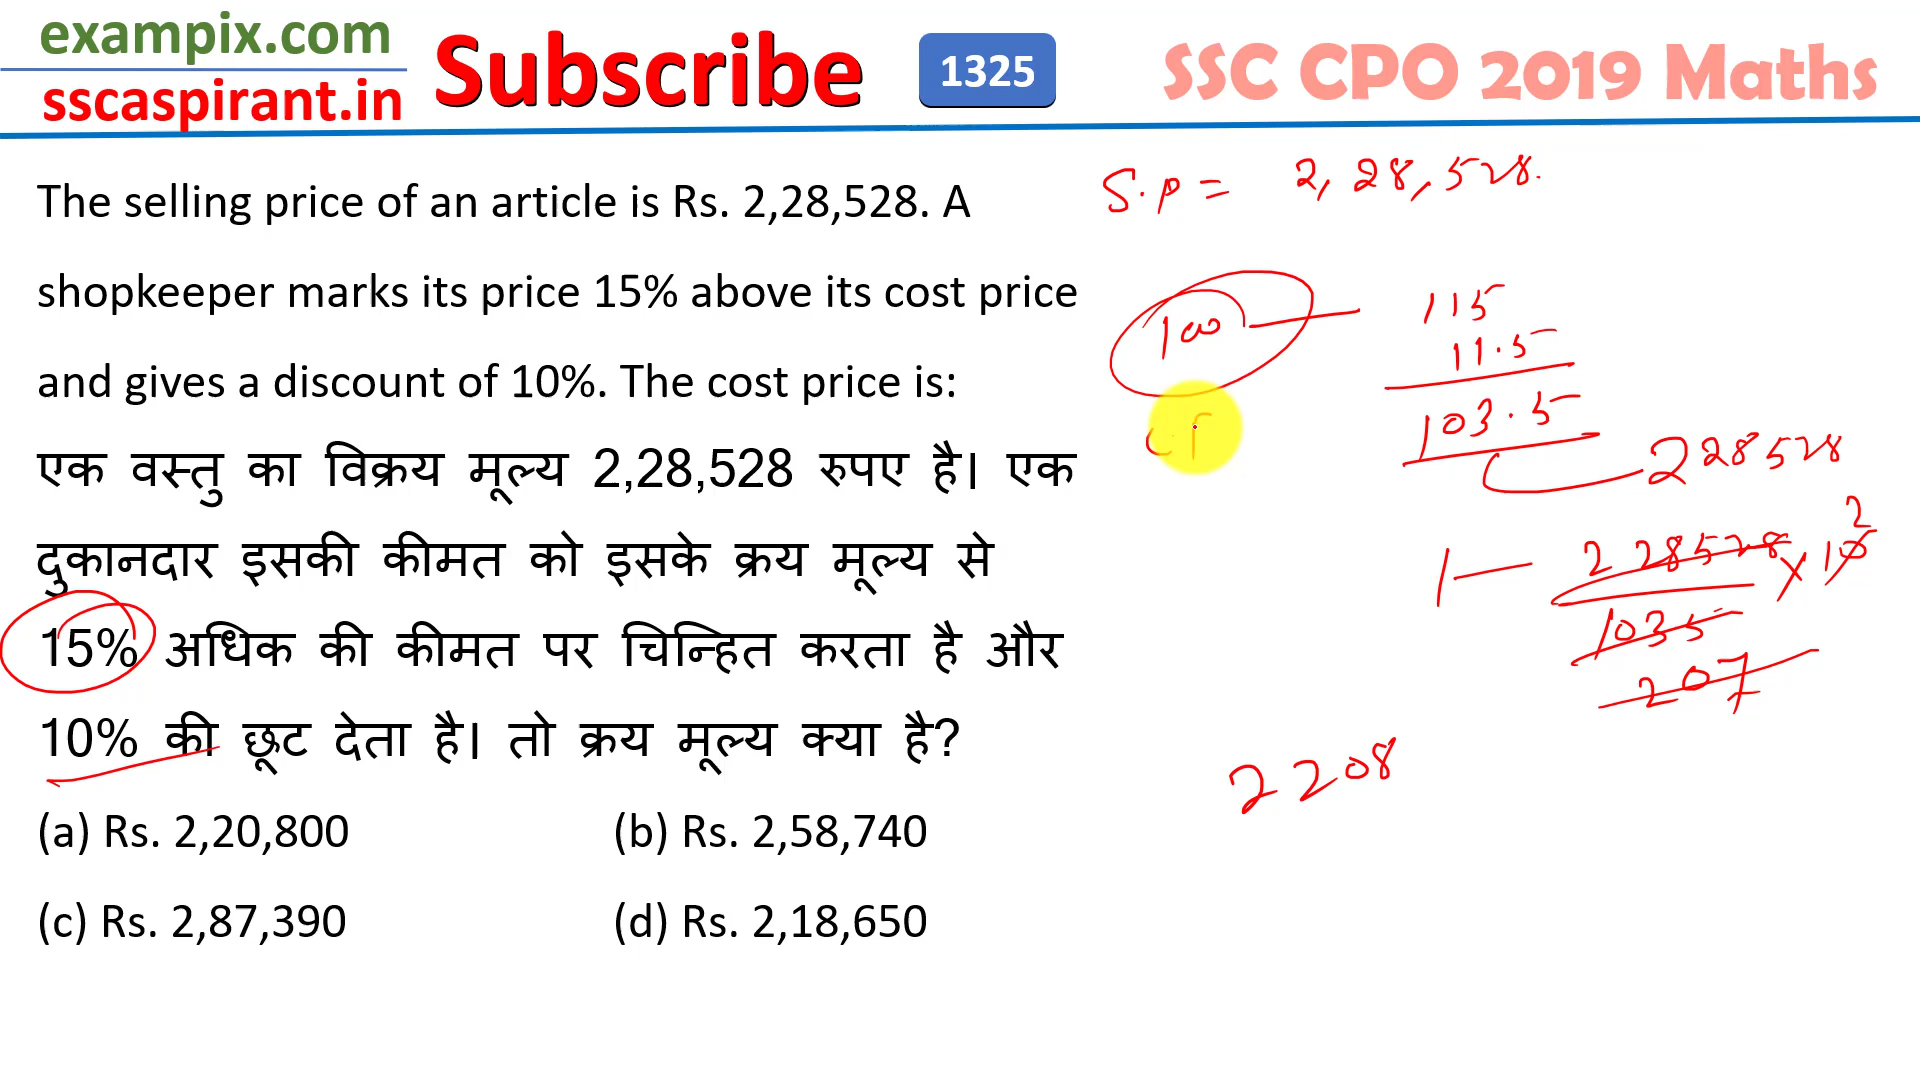 exampix.com
sscaspirant.in
Subscribe
1325
SSC CPO 2019 Maths
The selling price of an article is Rs. 2,28,528. A
shopkeeper marks its price 15% above its cost price
and gives a discount of 10%. The cost price is:
एक वस्तु का विक्रय मूल्य 2,28,528 रुपए है। एक
दुकानदार इसकी कीमत को इसके क्रय मूल्य से
15% अधिक की कीमत पर चिन्हित करता है और
10% की छूट देता है। तो क्रय मूल्य क्या है?
(a) Rs. 2,20,800 (b) Rs. 2,58,740
(c) Rs. 2,87,390 (d) Rs. 2,18,650
S.P = 2,28,528.
100 — 115
11.5
103.5
228528
1 — 228528 × 10
2
1035
207
2208